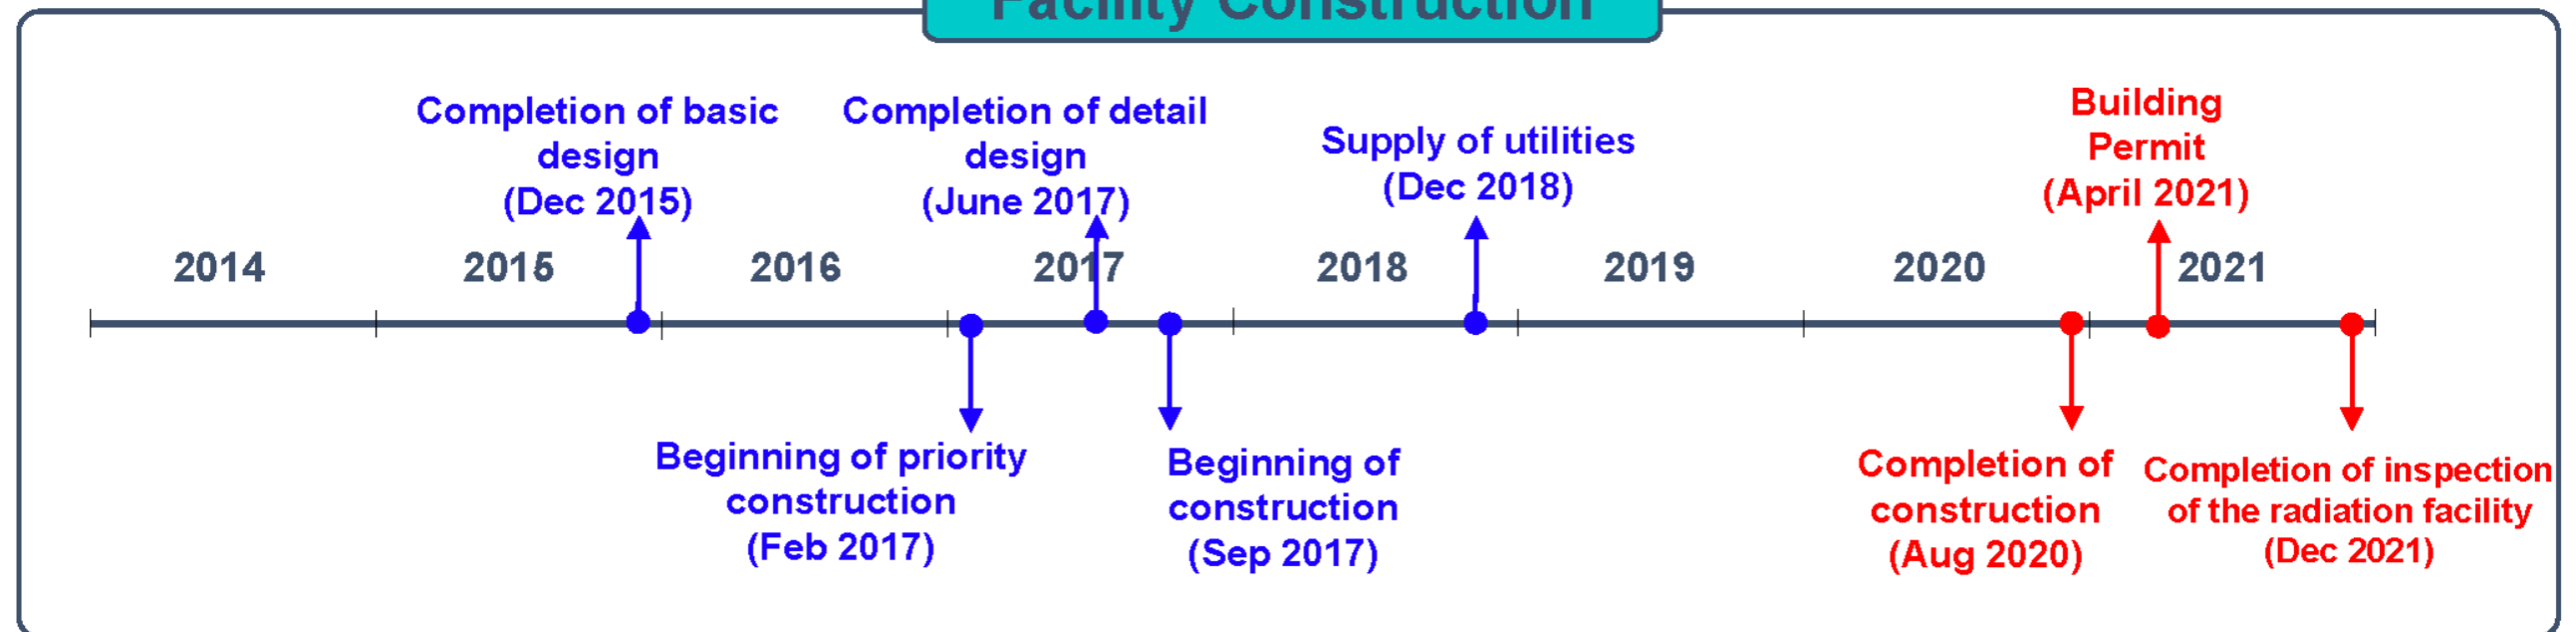 Facility Construction
Completion of basic
design
(Dec 2015)
Completion of detail
design
(June 2017)
Supply of utilities
(Dec 2018)
Building
Permit
(April 2021)
2014
2015
2016
2017
2018
2019
2020
2021
Beginning of priority
construction
(Feb 2017)
Beginning of
construction
(Sep 2017)
Completion of
construction
(Aug 2020)
Completion of inspection
of the radiation facility
(Dec 2021)